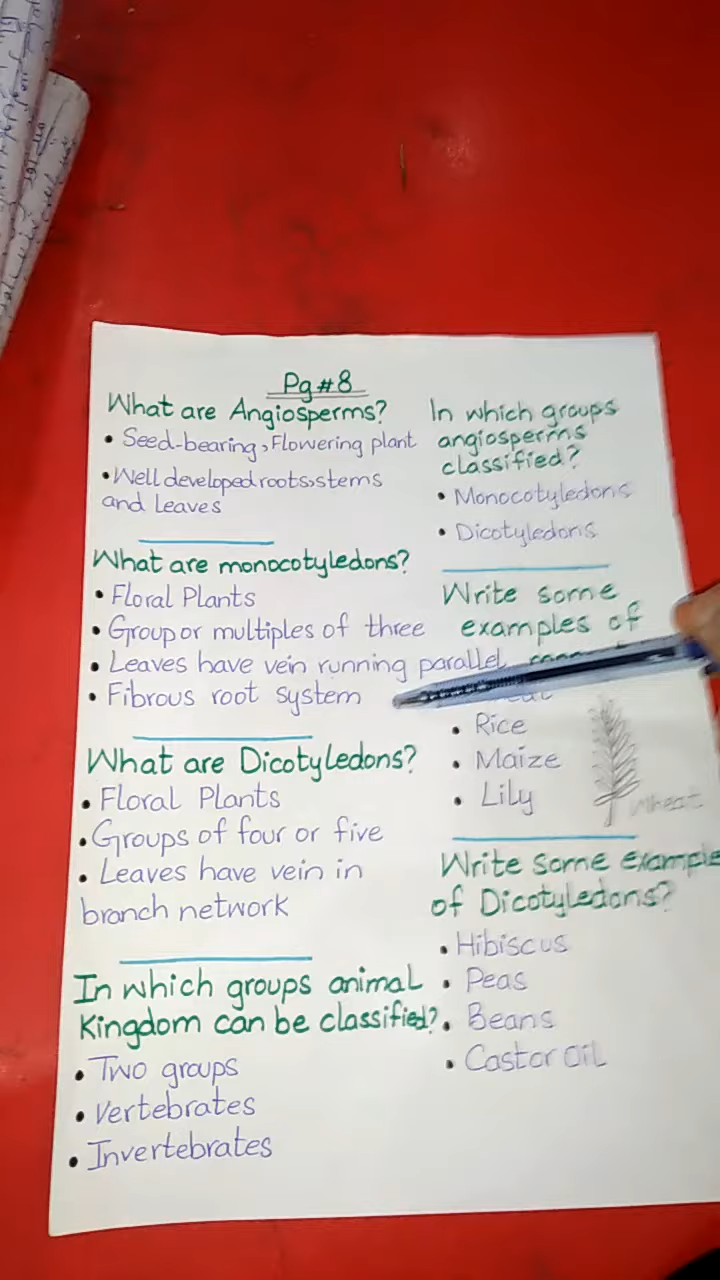 Pg#8
What are Angiosperms?
• Seed-bearing, Flowering plant
• Well developed roots, stems
and Leaves
What are monocotyledons?
• Floral Plants
• Group or multiples of three
• Leaves have vein running parallel
• Fibrous root system
What are Dicotyledons?
• Floral Plants
• Groups of four or five
• Leaves have vein in
branch network
In which groups animal
Kingdom can be classified?
• Two groups
• Vertebrates
• Invertebrates
In which groups
angiosperms
classified?
• Monocotyledons
• Dicotyledons
Write some
examples of
• Rice
• Maize
• Lily
Wheat
Write some example
of Dicotyledons?
• Hibiscus
• Peas
• Beans
• Castor oil